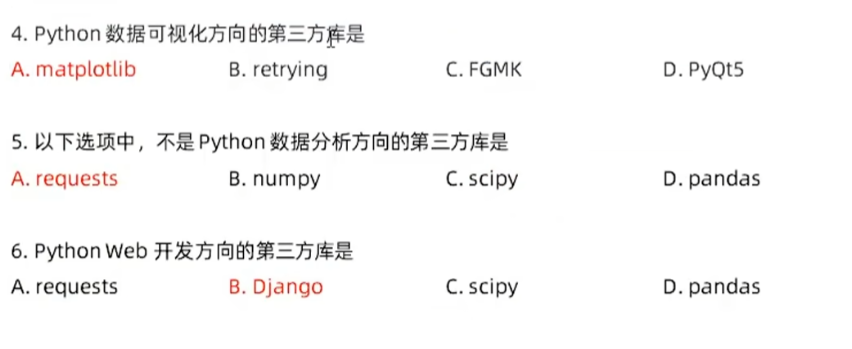 4. Python 数据可视化方向的第三方库是
A. matplotlib B. retrying C. FGMK D. PyQt5
5. 以下选项中，不是 Python 数据分析方向的第三方库是
A. requests B. numpy C. scipy D. pandas
6. Python Web 开发方向的第三方库是
A. requests B. Django C. scipy D. pandas